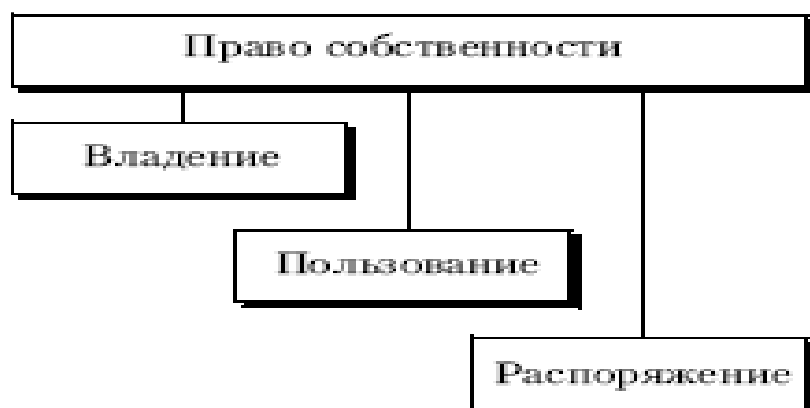 Право собственности
Владение
Пользование
Распоряжение